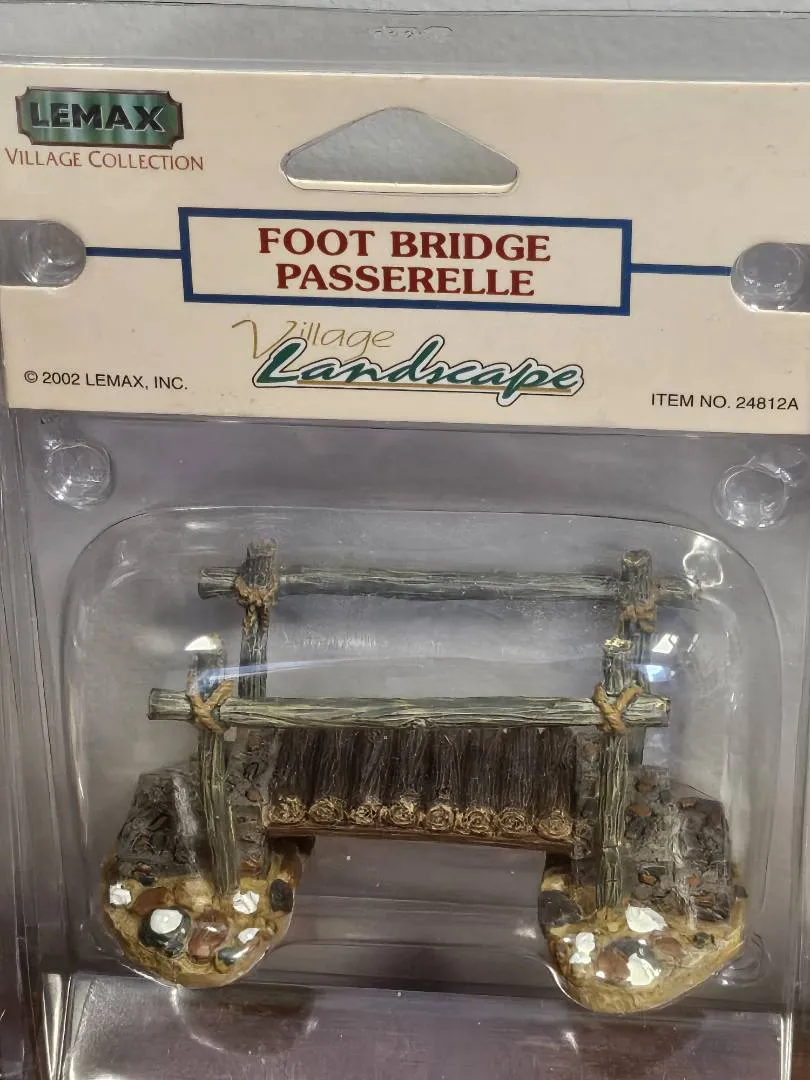 LEMAX
VILLAGE COLLECTION
FOOT BRIDGE
PASSERELLE
Village
Landscape
© 2002 LEMAX, INC.
ITEM NO. 24812A